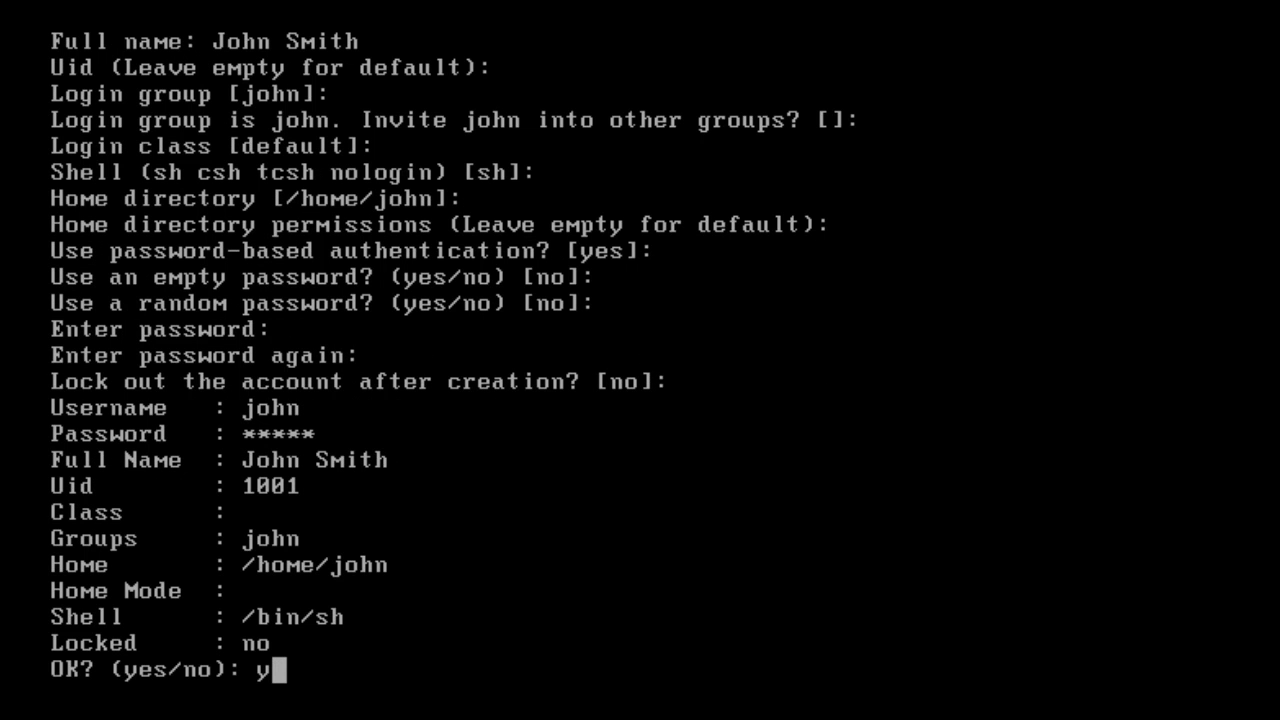 Full name: John Smith
Uid (Leave empty for default):
Login group [john]:
Login group is john. Invite john into other groups? []:
Login class [default]:
Shell (sh csh tcsh nologin) [sh]:
Home directory [/home/john]:
Home directory permissions (Leave empty for default):
Use password-based authentication? [yes]:
Use an empty password? (yes/no) [no]:
Use a random password? (yes/no) [no]:
Enter password:
Enter password again:
Lock out the account after creation? [no]:
Username   : john
Password   : *****
Full Name  : John Smith
Uid        : 1001
Class      :
Groups     : john
Home       : /home/john
Home Mode  :
Shell      : /bin/sh
Locked     : no
OK? (yes/no): y